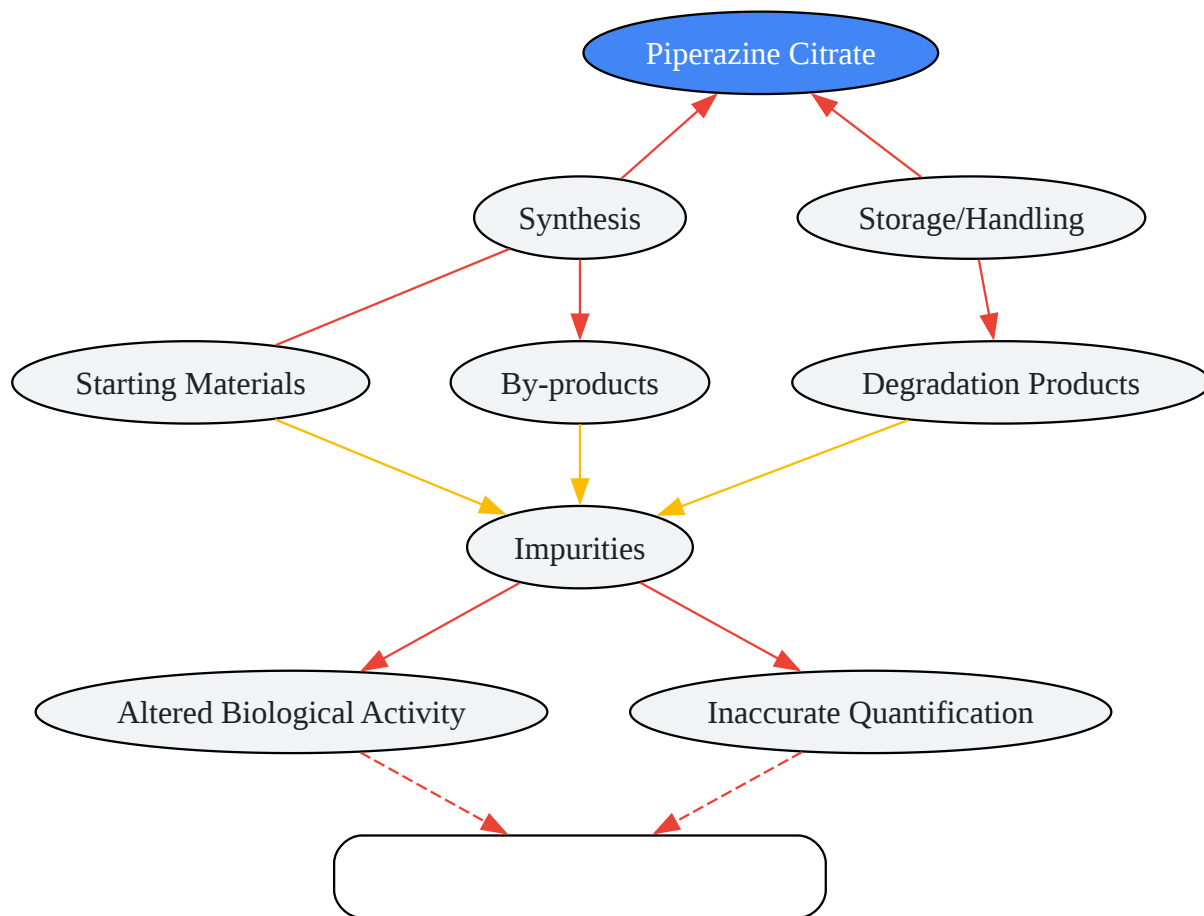 Piperazine Citrate
Synthesis
Storage/Handling
Starting Materials
By-products
Degradation Products
Impurities
Altered Biological Activity
Inaccurate Quantification